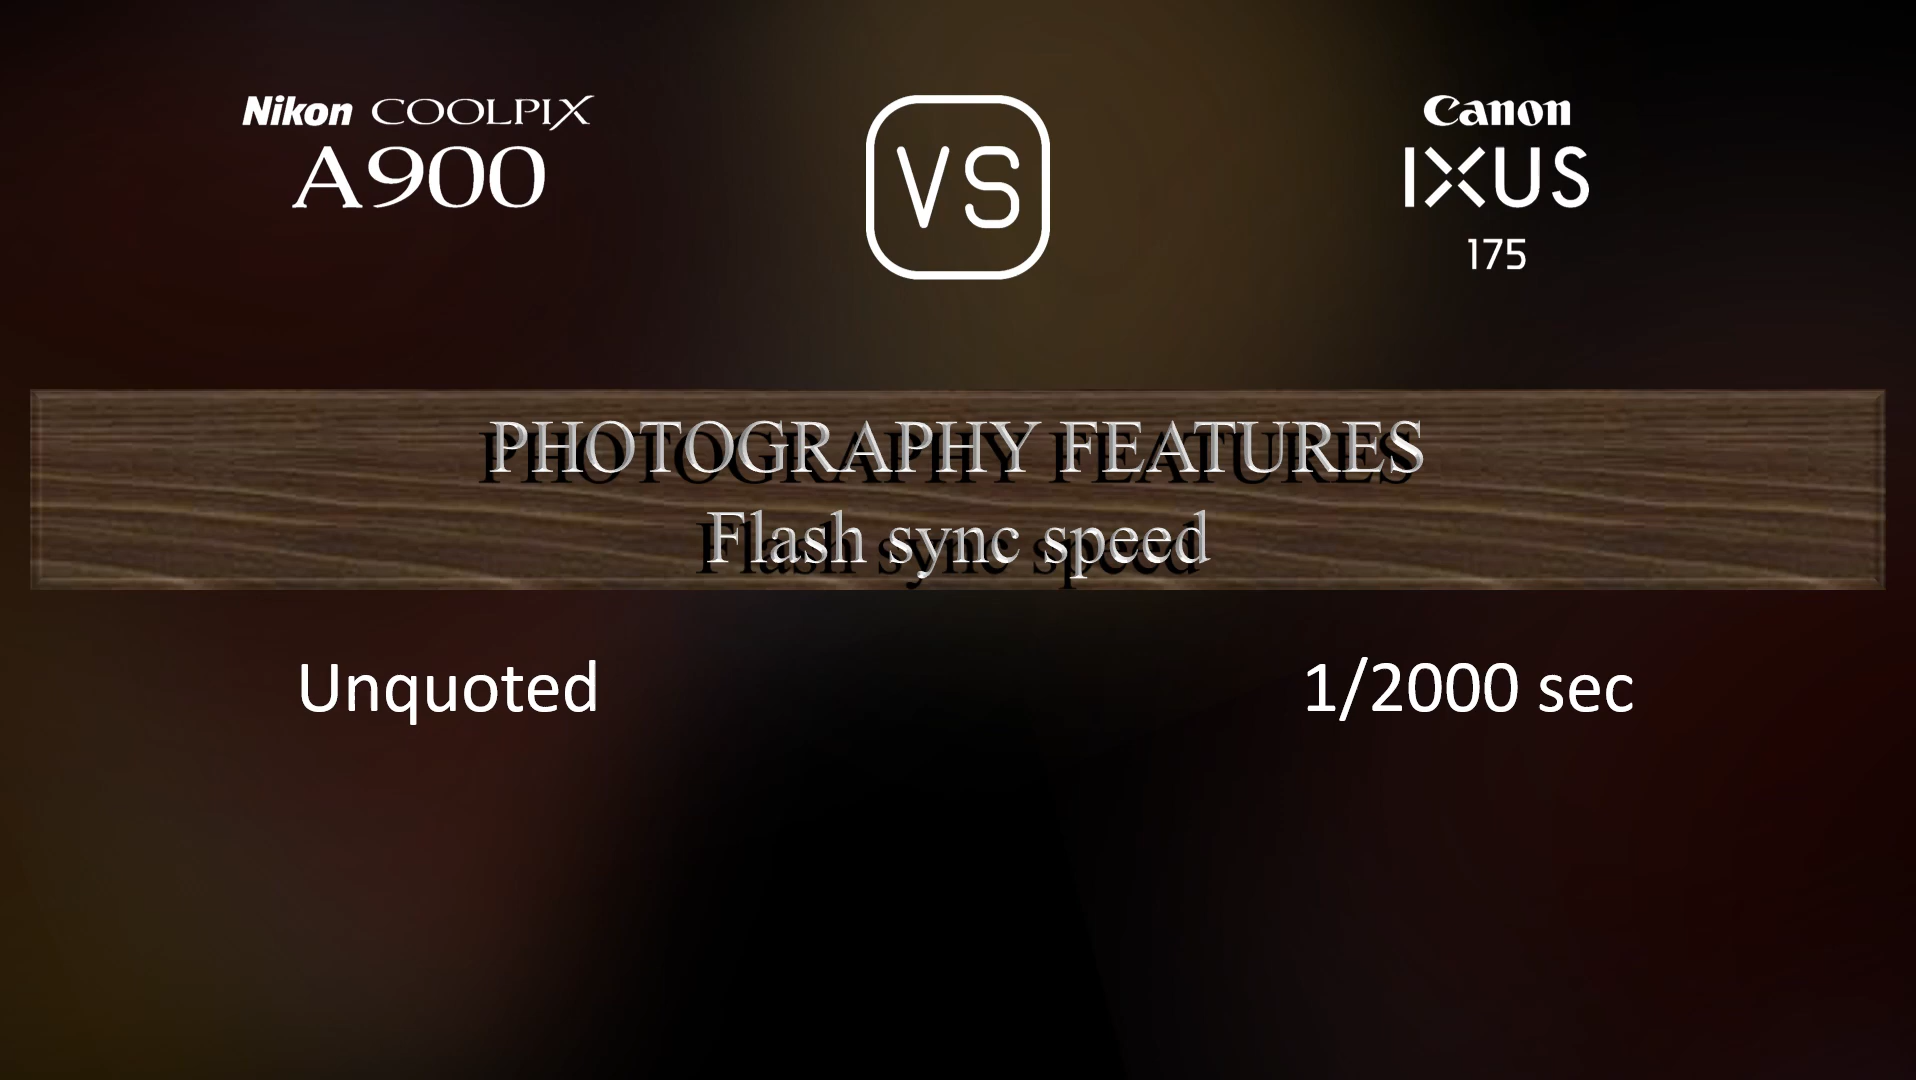 Nikon COOLPIX
A900
VS
Canon
IXUS
175
PHOTOGRAPHY FEATURES
Flash sync speed
Unquoted
1/2000 sec